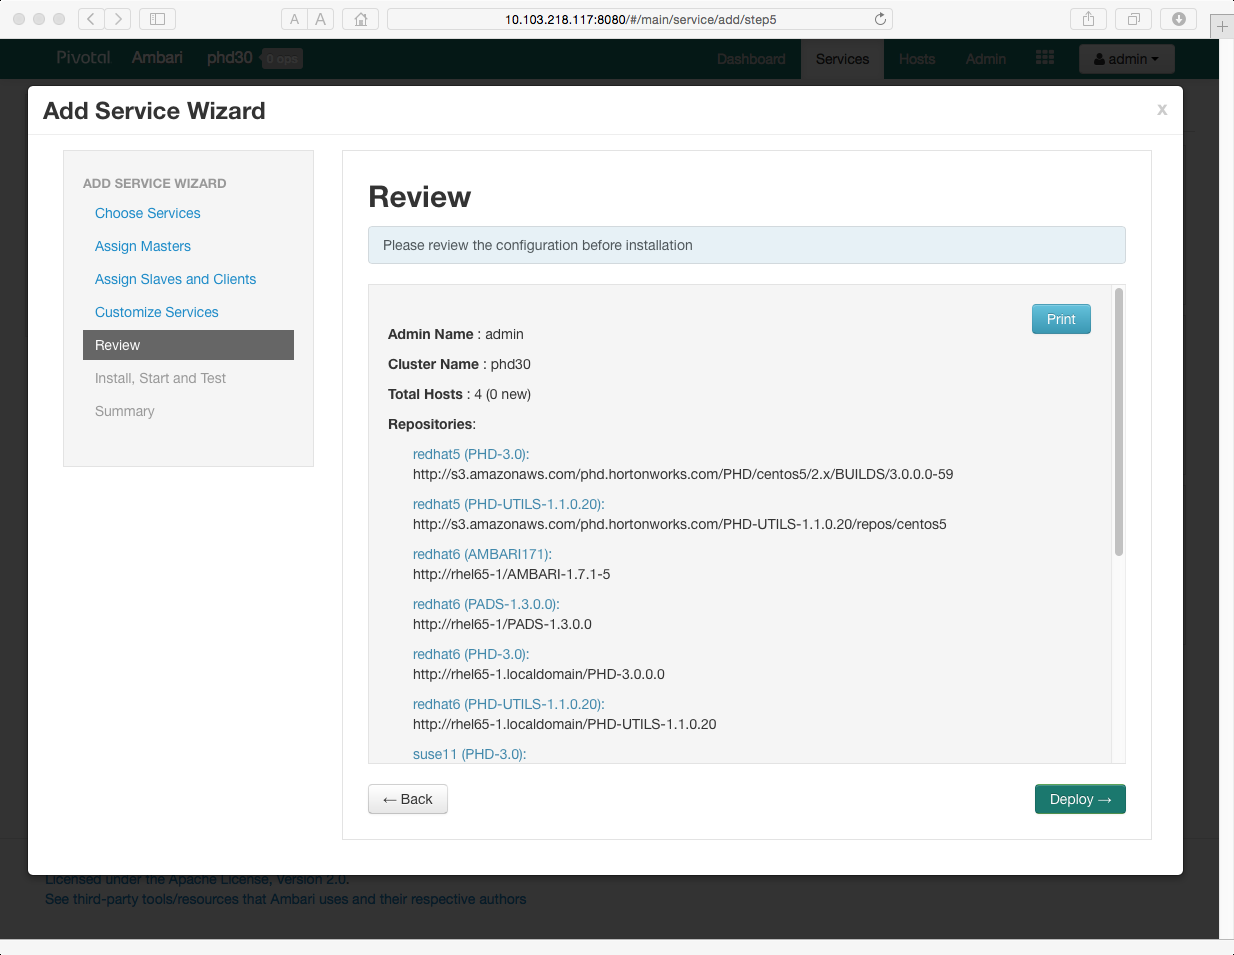 A A
10.103.218.117:8080/#/main/service/add/step5
Pivotal Ambari phd30 0 ops Dashboard Services Hosts Admin admin
Add Service Wizard x
ADD SERVICE WIZARD
Choose Services
Assign Masters
Assign Slaves and Clients
Customize Services
Review
Install, Start and Test
Summary
Review
Please review the configuration before installation
Print
Admin Name : admin
Cluster Name : phd30
Total Hosts : 4 (0 new)
Repositories:
redhat5 (PHD-3.0):
http://s3.amazonaws.com/phd.hortonworks.com/PHD/centos5/2.x/BUILDS/3.0.0.0-59
redhat5 (PHD-UTILS-1.1.0.20):
http://s3.amazonaws.com/phd.hortonworks.com/PHD-UTILS-1.1.0.20/repos/centos5
redhat6 (AMBARI171):
http://rhel65-1/AMBARI-1.7.1-5
redhat6 (PADS-1.3.0.0):
http://rhel65-1/PADS-1.3.0.0
redhat6 (PHD-3.0):
http://rhel65-1.localdomain/PHD-3.0.0.0
redhat6 (PHD-UTILS-1.1.0.20):
http://rhel65-1.localdomain/PHD-UTILS-1.1.0.20
suse11 (PHD-3.0):
← Back Deploy →
Licensed under the Apache License, Version 2.0.
See third-party tools/resources that Ambari uses and their respective authors